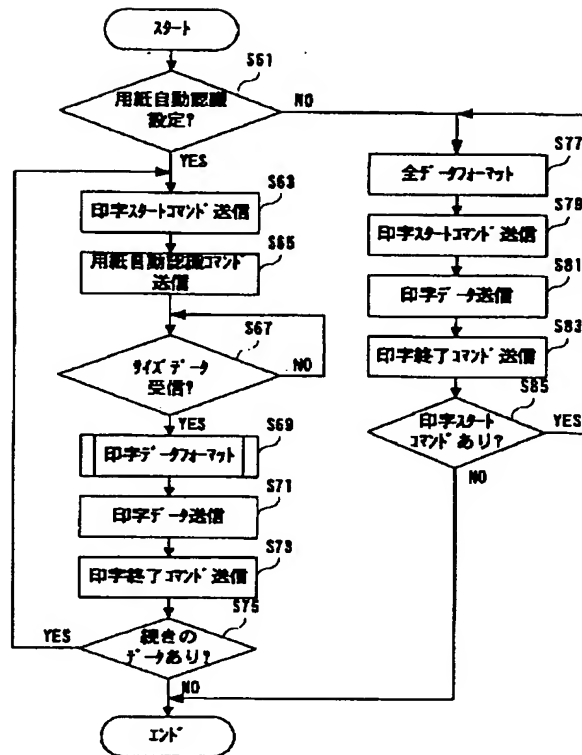 スタート
S61
用紙自動認識
設定?
NO
YES
S63
印字スタートコマンド送信
S65
用紙自動認識コマンド
送信
S67
サイズデータ
受信?
NO
YES
S69
印字データフォーマット
S71
印字データ送信
S73
印字終了コマンド送信
S75
続きの
データあり?
YES
NO
エンド
S77
全データフォーマット
S79
印字スタートコマンド送信
S81
印字データ送信
S83
印字終了コマンド送信
S85
印字スタート
コマンドあり?
YES
NO